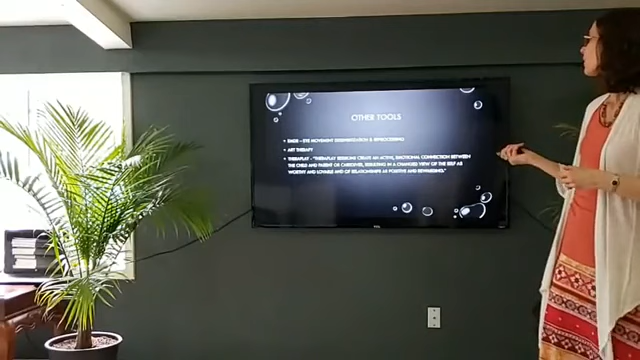 OTHER TOOLS
EMDR - EYE MOVEMENT DESENSITIZATION & REPROCESSING
ART THERAPY
THERAPLAY - "THERAPLAY SESSIONS CREATE AN ACTIVE, EMOTIONAL CONNECTION BETWEEN
THE CHILD AND PARENT OR CAREGIVER, RESULTING IN A CHANGED VIEW OF THE SELF AS
WORTHY AND LOVABLE AND OF RELATIONSHIPS AS POSITIVE AND REWARDING."
TCL